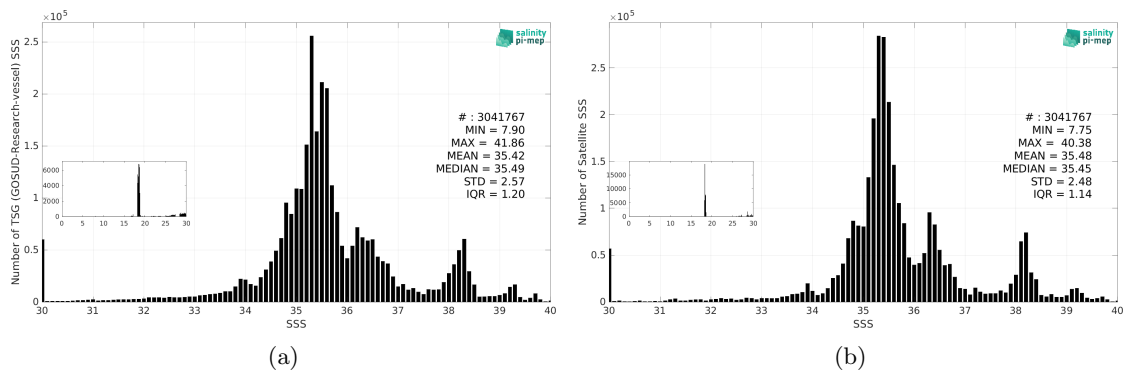 ×10⁵
2.5
2
1.5
1
0.5
0
Number of TSG (GOSUD-Research-vessel) SSS
salinity
pi-mep
# : 3041767
MIN = 7.90
MAX = 41.86
MEAN = 35.42
MEDIAN = 35.49
STD = 2.57
IQR = 1.20
6000
4000
2000
0
0 5 10 15 20 25 30
30 31 32 33 34 35 36 37 38 39 40
SSS
(a)
×10⁵
2.5
2
1.5
1
0.5
0
Number of Satellite SSS
salinity
pi-mep
# : 3041767
MIN = 7.75
MAX = 40.38
MEAN = 35.48
MEDIAN = 35.45
STD = 2.48
IQR = 1.14
15000
10000
5000
0
0 5 10 15 20 25 30
30 31 32 33 34 35 36 37 38 39 40
SSS
(b)